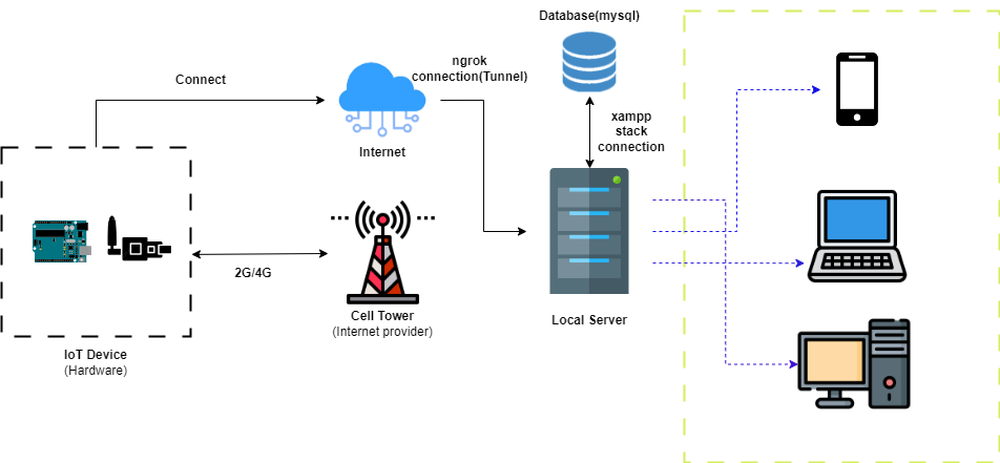 Database(mysql)
ngrok
connection(Tunnel)
Connect
xampp
stack
connection
Internet
2G/4G
Cell Tower
(Internet provider)
Local Server
IoT Device
(Hardware)